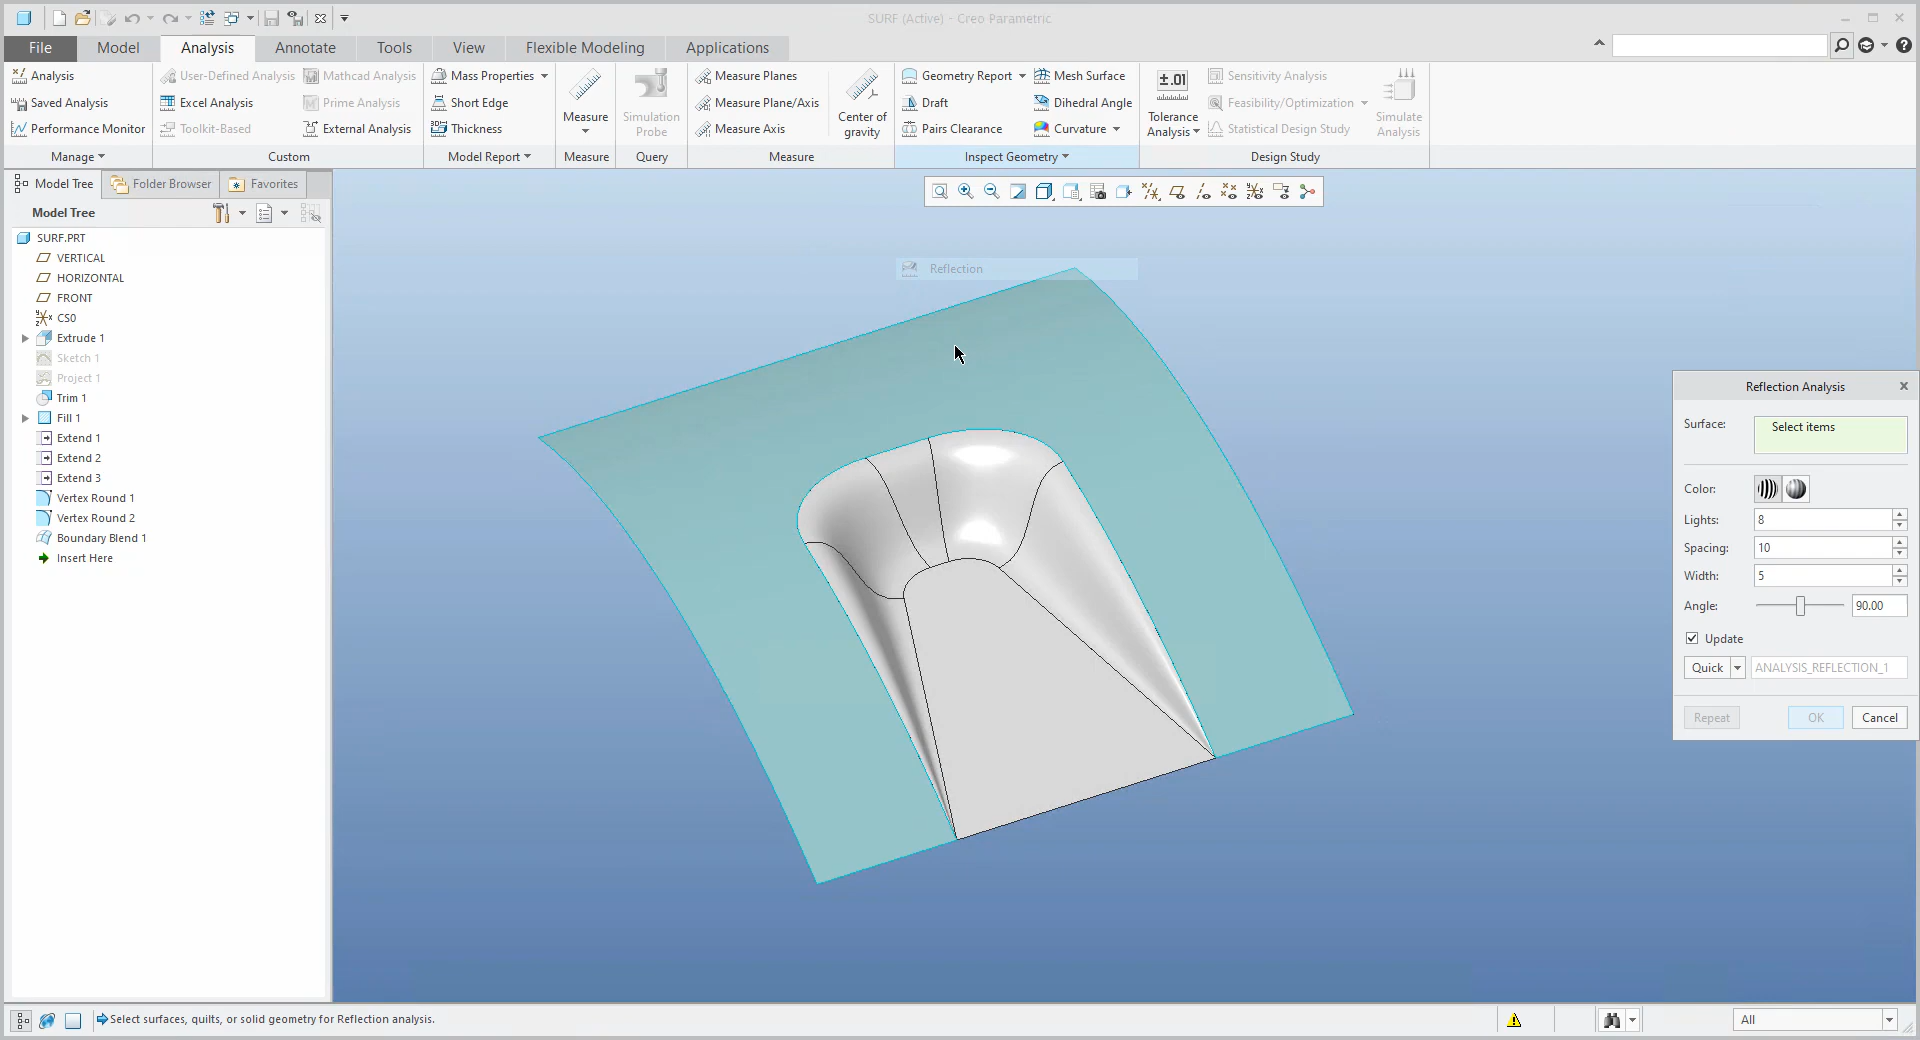 SURF (Active) - Creo Parametric
File Model Analysis Annotate Tools View Flexible Modeling Applications
Analysis
Saved Analysis
Performance Monitor
Manage
User-Defined Analysis
Excel Analysis
Toolkit-Based
Mathcad Analysis
Prime Analysis
External Analysis
Custom
Mass Properties
Short Edge
Thickness
Model Report
Measure
Measure
Simulation
Probe
Query
Measure Planes
Measure Plane/Axis
Measure Axis
Center of
gravity
Measure
Geometry Report
Draft
Pairs Clearance
Mesh Surface
Dihedral Angle
Curvature
Inspect Geometry
±.01
Tolerance
Analysis
Sensitivity Analysis
Feasibility/Optimization
Statistical Design Study
Simulate
Analysis
Design Study
Model Tree Folder Browser Favorites
Model Tree
SURF.PRT
VERTICAL
HORIZONTAL
FRONT
CS0
Extrude 1
Sketch 1
Project 1
Trim 1
Fill 1
Extend 1
Extend 2
Extend 3
Vertex Round 1
Vertex Round 2
Boundary Blend 1
Insert Here
Reflection
Reflection Analysis
Surface: Select items
Color:
Lights: 8
Spacing: 10
Width: 5
Angle: 90.00
Update
Quick ANALYSIS_REFLECTION_1
Repeat OK Cancel
Select surfaces, quilts, or solid geometry for Reflection analysis.
All